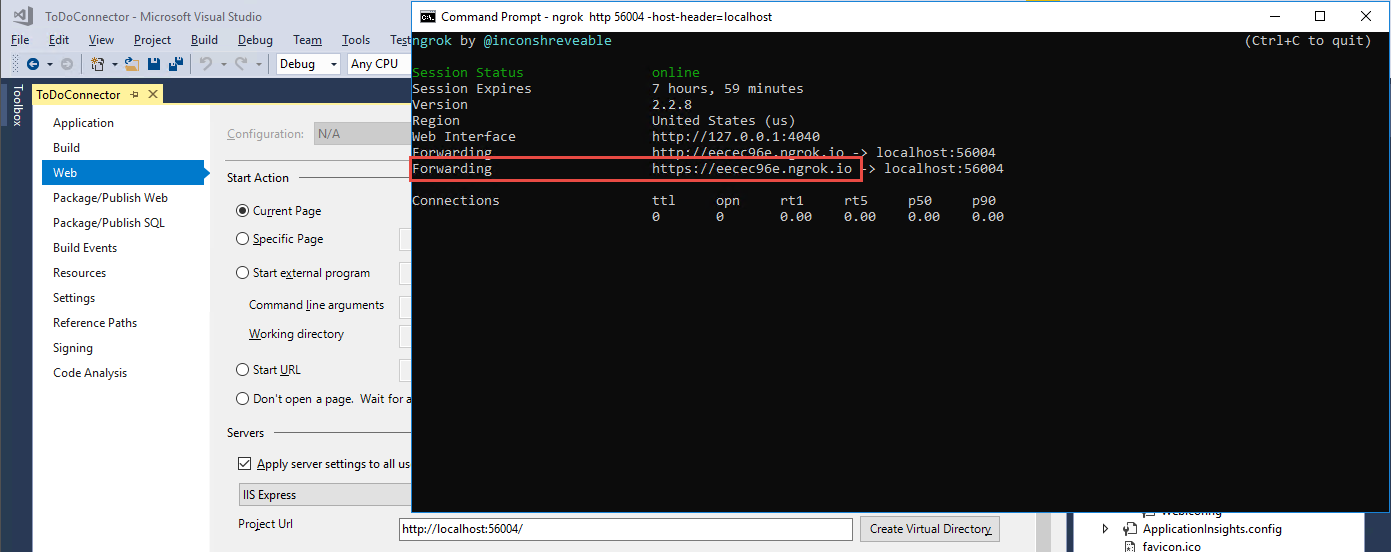 ToDoConnector - Microsoft Visual Studio
File Edit View Project Build Debug Team Tools
Debug Any CPU
Toolbox
ToDoConnector
Application
Build
Web
Package/Publish Web
Package/Publish SQL
Build Events
Resources
Settings
Reference Paths
Signing
Code Analysis
Configuration: N/A
Start Action
Current Page
Specific Page
Start external program
Command line arguments
Working directory
Start URL
Don't open a page. Wait for a
Servers
Apply server settings to all us
IIS Express
Project Url http://localhost:56004/ Create Virtual Directory
Command Prompt - ngrok http 56004 -host-header=localhost
ngrok by @inconshreveable (Ctrl+C to quit)
Session Status online
Session Expires 7 hours, 59 minutes
Version 2.2.8
Region United States (us)
Web Interface http://127.0.0.1:4040
Forwarding http://eecec96e.ngrok.io -> localhost:56004
Forwarding https://eecec96e.ngrok.io -> localhost:56004
Connections ttl opn rt1 rt5 p50 p90
0 0 0.00 0.00 0.00 0.00
ApplicationInsights.config
favicon.ico